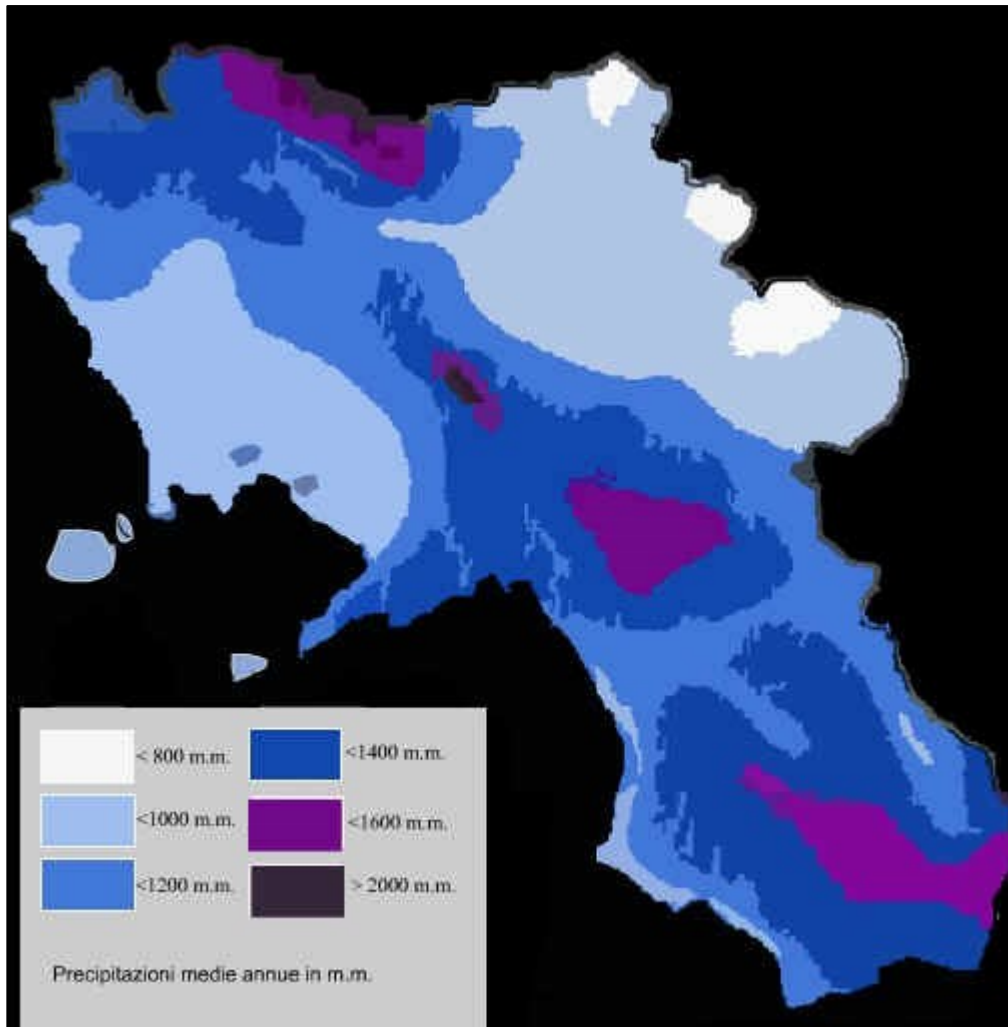 < 800 m.m.
<1000 m.m.
<1200 m.m.
<1400 m.m.
<1600 m.m.
> 2000 m.m.
Precipitazioni medie annue in m.m.